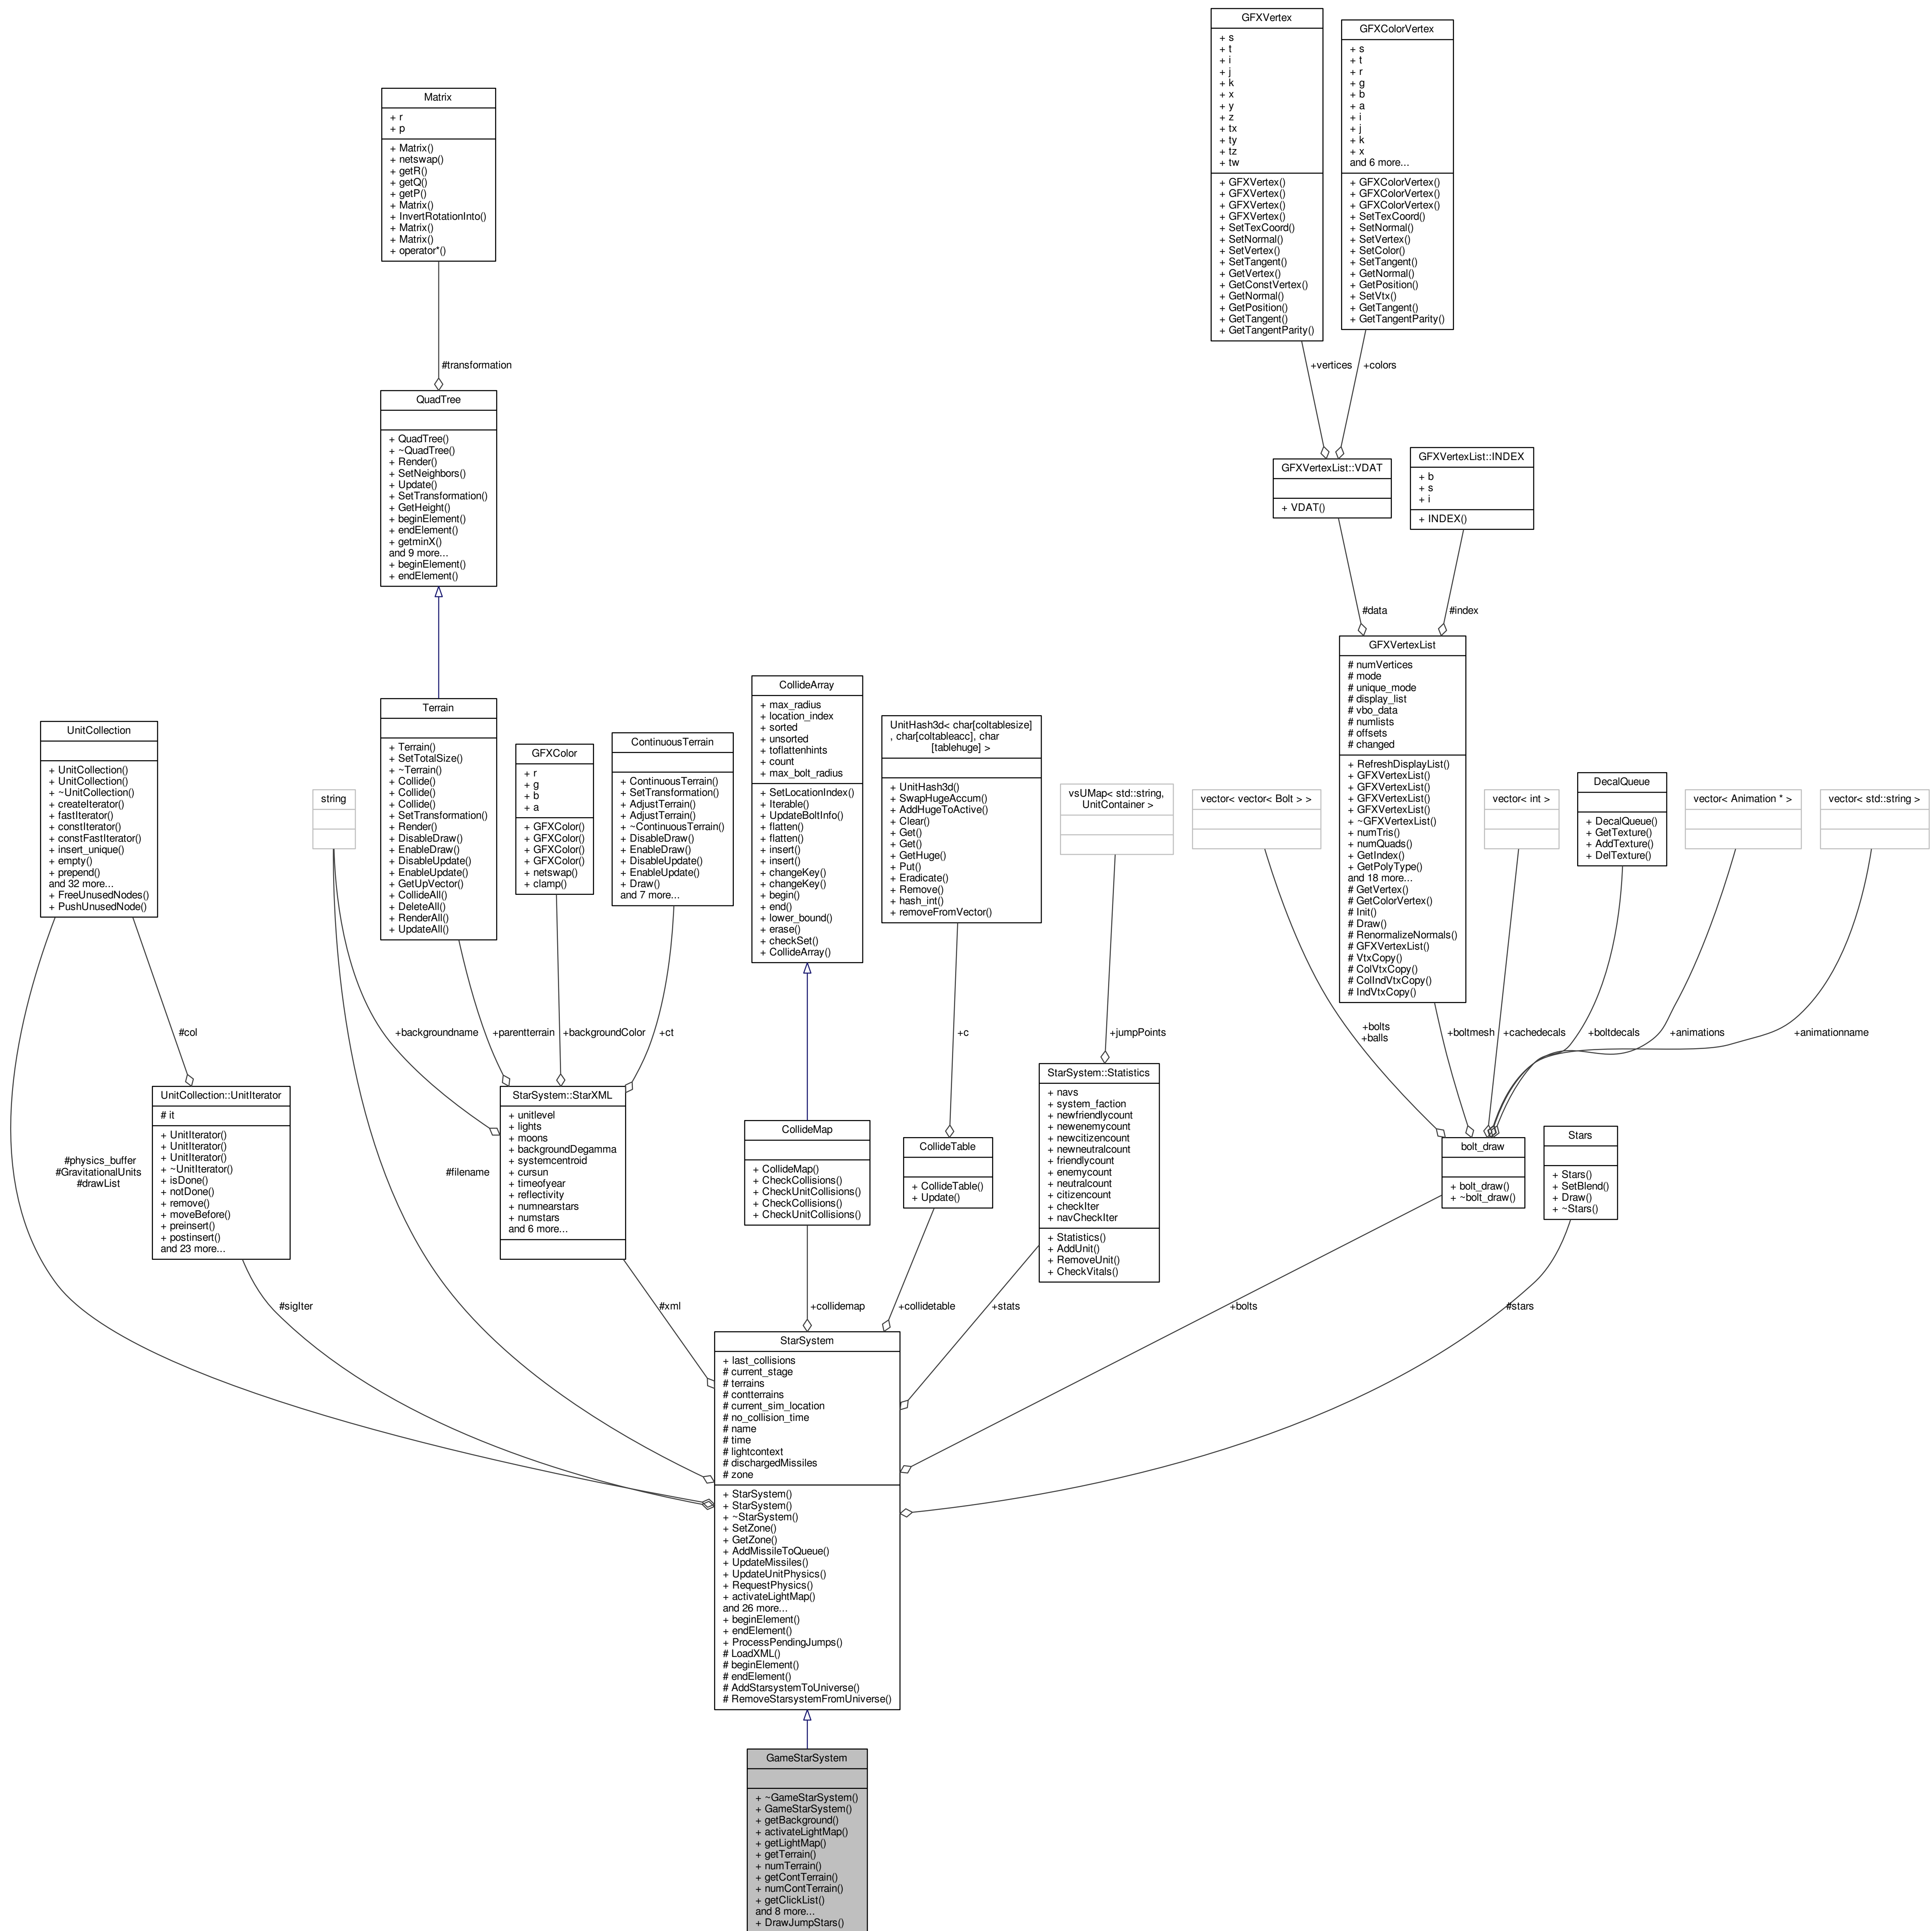 GFXVertex
+ s
+ t
+ i
+ j
+ k
+ x
+ y
+ z
+ tx
+ ty
+ tz
+ tw
+ GFXVertex()
+ GFXVertex()
+ GFXVertex()
+ GFXVertex()
+ SetTexCoord()
+ SetNormal()
+ SetVertex()
+ SetTangent()
+ GetVertex()
+ GetConstVertex()
+ GetNormal()
+ GetPosition()
+ GetTangent()
+ GetTangentParity()
GFXColorVertex
+ s
+ t
+ r
+ g
+ b
+ a
+ i
+ j
+ k
+ x
and 6 more...
+ GFXColorVertex()
+ GFXColorVertex()
+ GFXColorVertex()
+ SetTexCoord()
+ SetNormal()
+ SetVertex()
+ SetColor()
+ SetTangent()
+ GetNormal()
+ GetPosition()
+ SetVtx()
+ GetTangent()
+ GetTangentParity()
Matrix
+ r
+ p
+ Matrix()
+ netswap()
+ getR()
+ getQ()
+ getP()
+ Matrix()
+ InvertRotationInto()
+ Matrix()
+ Matrix()
+ operator*()
#transformation
+vertices
+colors
QuadTree
+ QuadTree()
+ ~QuadTree()
+ Render()
+ SetNeighbors()
+ Update()
+ SetTransformation()
+ GetHeight()
+ beginElement()
+ endElement()
+ getminX()
and 9 more...
+ beginElement()
+ endElement()
GFXVertexList::VDAT
+ VDAT()
GFXVertexList::INDEX
+ b
+ s
+ i
+ INDEX()
#data
#index
UnitCollection
+ UnitCollection()
+ UnitCollection()
+ ~UnitCollection()
+ createIterator()
+ fastIterator()
+ constIterator()
+ constFastIterator()
+ insert_unique()
+ empty()
+ prepend()
and 32 more...
+ FreeUnusedNodes()
+ PushUnusedNode()
string
Terrain
+ Terrain()
+ SetTotalSize()
+ ~Terrain()
+ Collide()
+ Collide()
+ Collide()
+ SetTransformation()
+ Render()
+ DisableDraw()
+ EnableDraw()
+ DisableUpdate()
+ EnableUpdate()
+ GetUpVector()
+ CollideAll()
+ DeleteAll()
+ RenderAll()
+ UpdateAll()
GFXColor
+ r
+ g
+ b
+ a
+ GFXColor()
+ GFXColor()
+ GFXColor()
+ GFXColor()
+ netswap()
+ clamp()
ContinuousTerrain
+ ContinuousTerrain()
+ SetTransformation()
+ AdjustTerrain()
+ AdjustTerrain()
+ ~ContinuousTerrain()
+ DisableDraw()
+ EnableDraw()
+ DisableUpdate()
+ EnableUpdate()
+ Draw()
and 7 more...
CollideArray
+ max_radius
+ location_index
+ sorted
+ unsorted
+ toflattenhints
+ count
+ max_bolt_radius
+ SetLocationIndex()
+ Iterable()
+ UpdateBoltInfo()
+ flatten()
+ flatten()
+ insert()
+ insert()
+ changeKey()
+ changeKey()
+ begin()
+ end()
+ lower_bound()
+ erase()
+ checkSet()
+ CollideArray()
UnitHash3d< char[coltablesize]
, char[coltableacc], char
[tablehuge] >
+ UnitHash3d()
+ SwapHugeAccum()
+ AddHugeToActive()
+ Clear()
+ Get()
+ Get()
+ GetHuge()
+ Put()
+ Eradicate()
+ Remove()
+ hash_int()
+ removeFromVector()
vsUMap< std::string,
UnitContainer >
vector< vector< Bolt > >
GFXVertexList
# numVertices
# mode
# unique_mode
# display_list
# vbo_data
# numlists
# offsets
# changed
+ RefreshDisplayList()
+ GFXVertexList()
+ GFXVertexList()
+ GFXVertexList()
+ GFXVertexList()
+ ~GFXVertexList()
+ numTris()
+ numQuads()
+ GetIndex()
+ GetPolyType()
and 18 more...
# GetVertex()
# GetColorVertex()
# Init()
# Draw()
# RenormalizeNormals()
# GFXVertexList()
# VtxCopy()
# ColVtxCopy()
# ColIndVtxCopy()
# IndVtxCopy()
vector< int >
DecalQueue
+ DecalQueue()
+ GetTexture()
+ AddTexture()
+ DelTexture()
vector< Animation * >
vector< std::string >
#col
+backgroundname
+parentterrain
+backgroundColor
+ct
+c
+jumpPoints
+bolts
+balls
+boltmesh
+cachedecals
+boltdecals
+animations
+animationname
#physics_buffer
#GravitationalUnits
#drawList
UnitCollection::UnitIterator
# it
+ UnitIterator()
+ UnitIterator()
+ UnitIterator()
+ ~UnitIterator()
+ isDone()
+ notDone()
+ remove()
+ moveBefore()
+ preinsert()
+ postinsert()
and 23 more...
#filename
StarSystem::StarXML
+ unitlevel
+ lights
+ moons
+ backgroundDegamma
+ systemcentroid
+ cursun
+ timeofyear
+ reflectivity
+ numnearstars
+ numstars
and 6 more...
CollideMap
+ CollideMap()
+ CheckCollisions()
+ CheckUnitCollisions()
+ CheckCollisions()
+ CheckUnitCollisions()
CollideTable
+ CollideTable()
+ Update()
StarSystem::Statistics
+ navs
+ system_faction
+ newfriendlycount
+ newenemycount
+ newcitizencount
+ newneutralcount
+ friendlycount
+ enemycount
+ neutralcount
+ citizencount
+ checkIter
+ navCheckIter
+ Statistics()
+ AddUnit()
+ RemoveUnit()
+ CheckVitals()
bolt_draw
+ bolt_draw()
+ ~bolt_draw()
Stars
+ Stars()
+ SetBlend()
+ Draw()
+ ~Stars()
#sigIter
#xml
+collidemap
+collidetable
+stats
+bolts
#stars
StarSystem
+ last_collisions
# current_stage
# terrains
# contterrains
# current_sim_location
# no_collision_time
# name
# time
# lightcontext
# dischargedMissiles
# zone
+ StarSystem()
+ StarSystem()
+ ~StarSystem()
+ SetZone()
+ GetZone()
+ AddMissileToQueue()
+ UpdateMissiles()
+ UpdateUnitPhysics()
+ RequestPhysics()
+ activateLightMap()
and 26 more...
+ beginElement()
+ endElement()
+ ProcessPendingJumps()
# LoadXML()
# beginElement()
# endElement()
# AddStarsystemToUniverse()
# RemoveStarsystemFromUniverse()
GameStarSystem
+ ~GameStarSystem()
+ GameStarSystem()
+ getBackground()
+ activateLightMap()
+ getLightMap()
+ getTerrain()
+ numTerrain()
+ getContTerrain()
+ numContTerrain()
+ getClickList()
and 8 more...
+ DrawJumpStars()